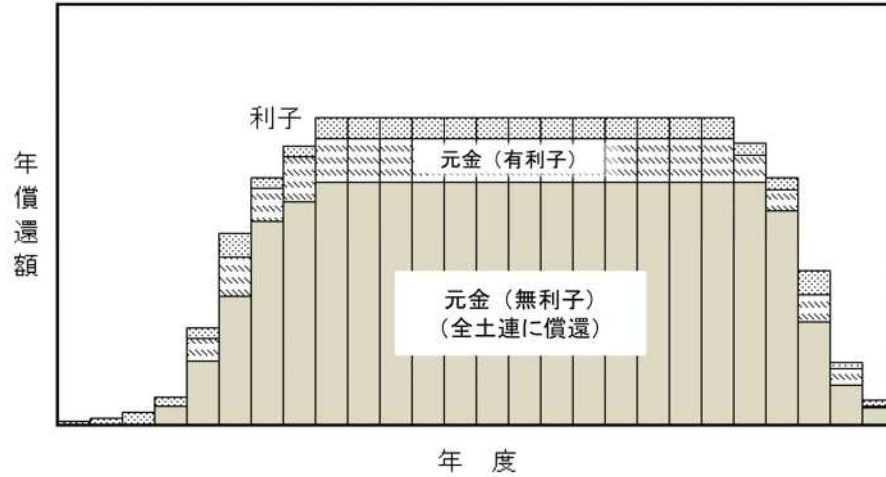 利子
元金（有利子）
元金（無利子）
（全土連に償還）
年償還額
年 度